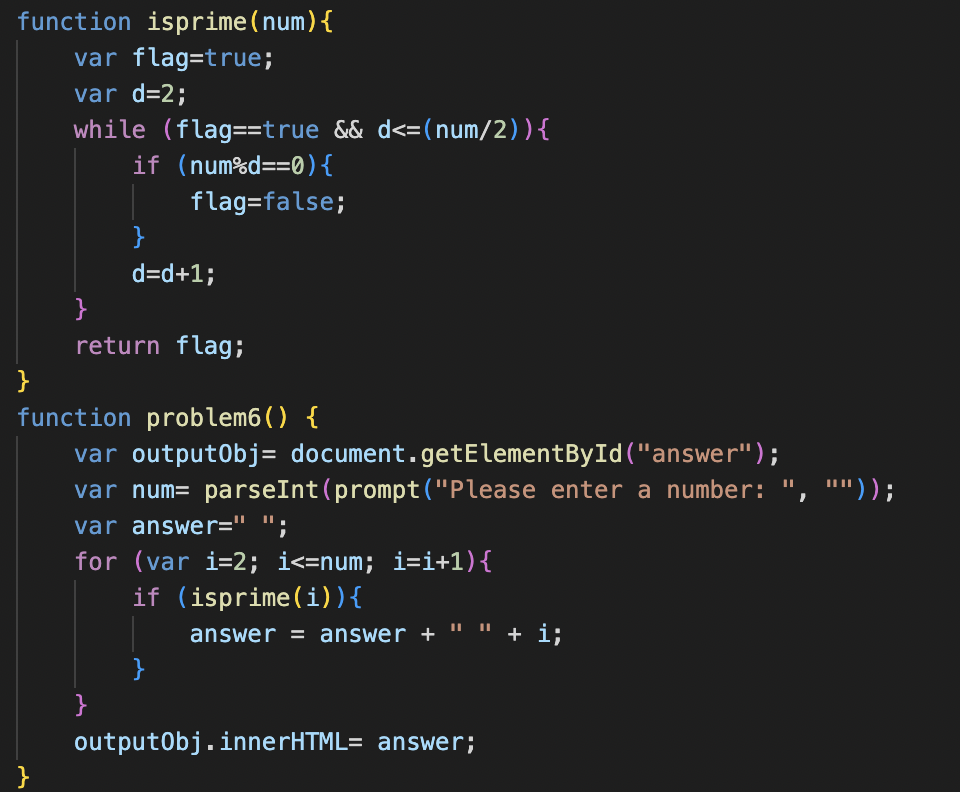 function isprime(num){
    var flag=true;
    var d=2;
    while (flag==true && d<=(num/2)){
        if (num%d==0){
            flag=false;
        }
        d=d+1;
    }
    return flag;
}
function problem6() {
    var outputObj= document.getElementById("answer");
    var num= parseInt(prompt("Please enter a number: ", ""));
    var answer=" ";
    for (var i=2; i<=num; i=i+1){
        if (isprime(i)){
            answer = answer + " " + i;
        }
    }
    outputObj.innerHTML= answer;
}